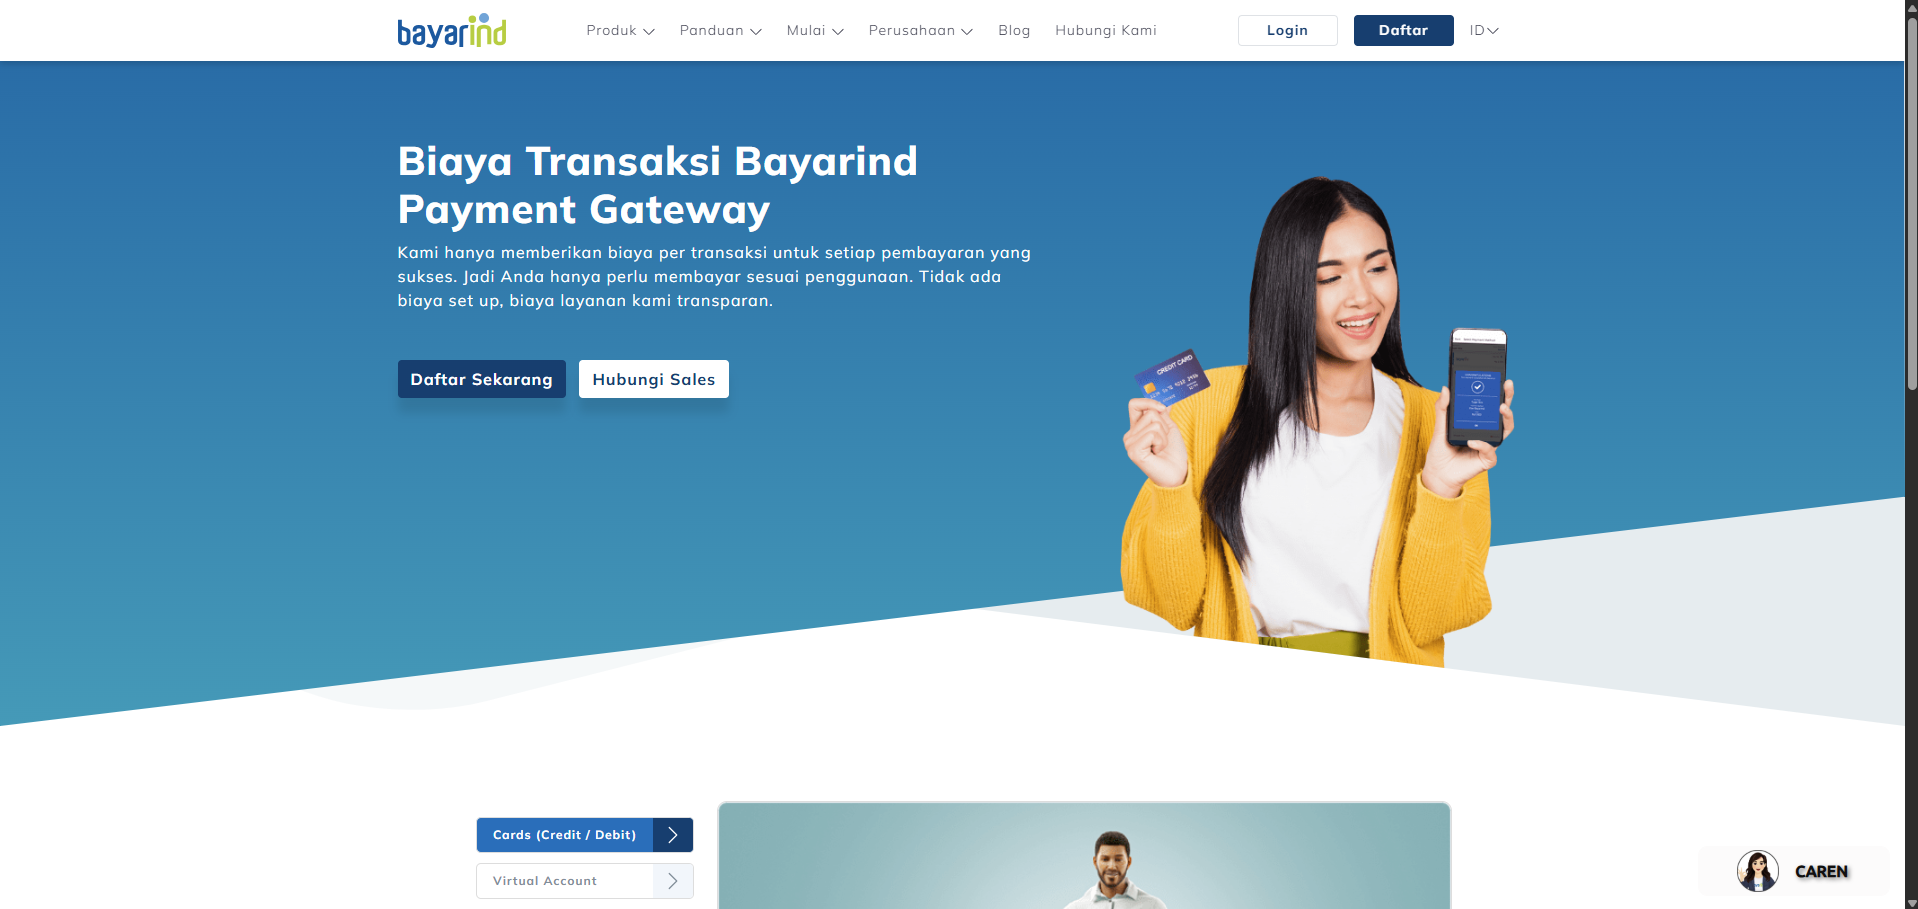 bayarind
Produk
Panduan
Mulai
Perusahaan
Blog
Hubungi Kami
Login
Daftar
ID
Biaya Transaksi Bayarind
Payment Gateway
Kami hanya memberikan biaya per transaksi untuk setiap pembayaran yang
sukses. Jadi Anda hanya perlu membayar sesuai penggunaan. Tidak ada
biaya set up, biaya layanan kami transparan.
Daftar Sekarang
Hubungi Sales
CREDIT CARD
Cards (Credit / Debit)
Virtual Account
CAREN